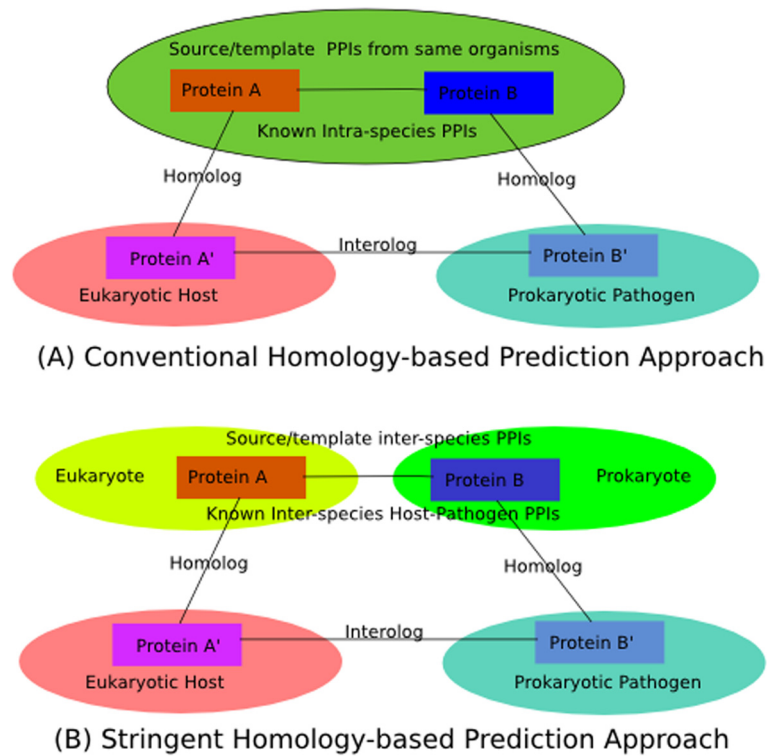 Source/template PPIs from same organisms
Protein A
Protein B
Known Intra-species PPIs
Homolog
Homolog
Interolog
Protein A'
Protein B'
Eukaryotic Host
Prokaryotic Pathogen
(A) Conventional Homology-based Prediction Approach
Source/template inter-species PPIs
Eukaryote
Protein A
Protein B
Prokaryote
Known Inter-species Host-Pathogen PPIs
Homolog
Homolog
Interolog
Protein A'
Protein B'
Eukaryotic Host
Prokaryotic Pathogen
(B) Stringent Homology-based Prediction Approach